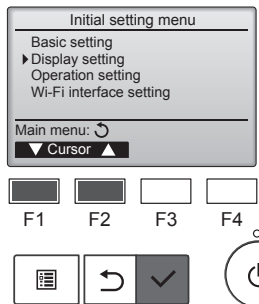 Initial setting menu
Basic setting
Display setting
Operation setting
Wi-Fi interface setting
Main menu:
Cursor
F1 F2 F3 F4